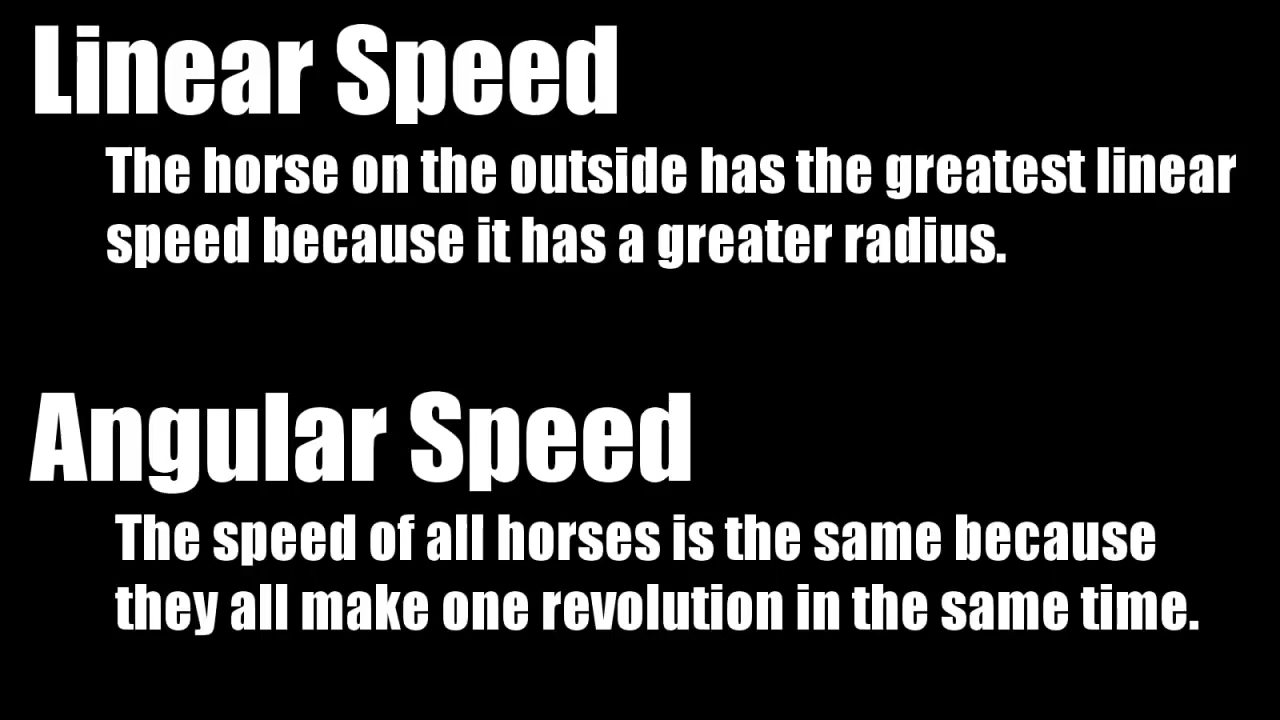 Linear Speed
The horse on the outside has the greatest linear
speed because it has a greater radius.
Angular Speed
The speed of all horses is the same because
they all make one revolution in the same time.